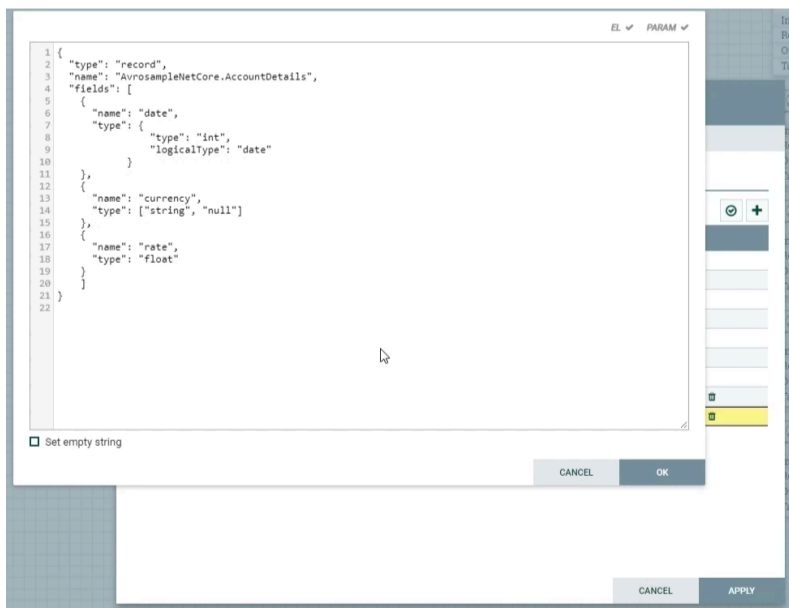 EL ✔ PARAM ✔
1 {
2   "type": "record",
3   "name": "AvrosampleNetCore.AccountDetails",
4   "fields": [
5     {
6       "name": "date",
7       "type": {
8               "type": "int",
9               "logicalType": "date"
10           }
11     },
12     {
13       "name": "currency",
14       "type": ["string", "null"]
15     },
16     {
17       "name": "rate",
18       "type": "float"
19     }
20     ]
21 }
22
Set empty string
CANCEL OK
CANCEL APPLY